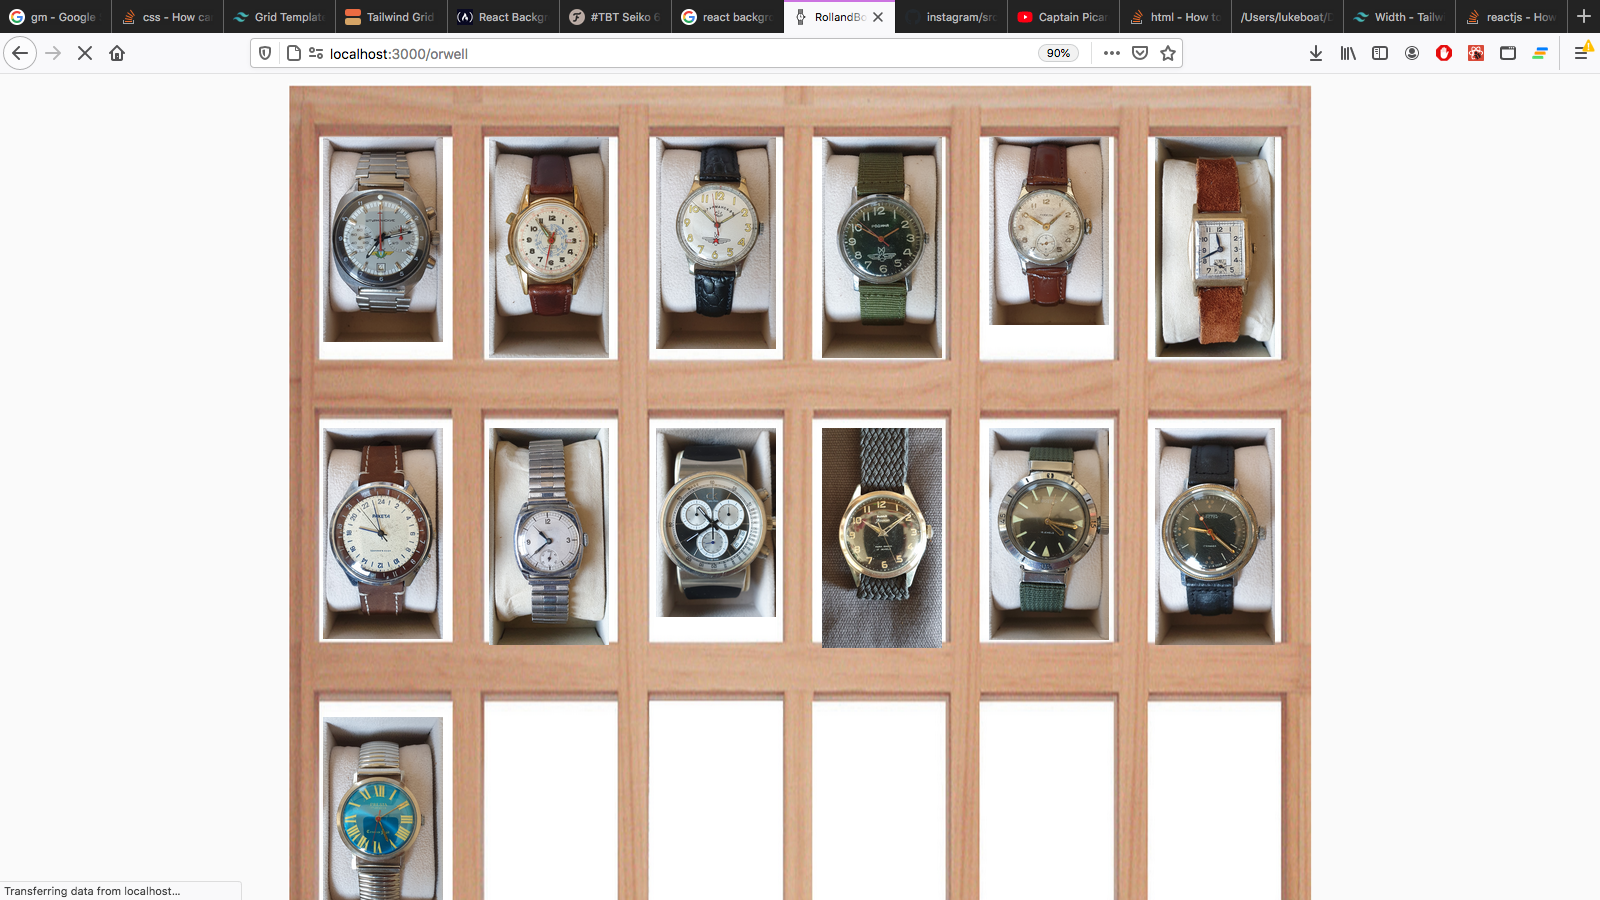 gm - Google
css - How ca
Grid Templat
Tailwind Grid
React Backgr
#TBT Seiko 6
react backgr
RollandBo
instagram/src
Captain Picar
html - How to
/Users/lukeboat/D
Width - Tailw
reactjs - How
localhost:3000/orwell
90%
Transferring data from localhost...